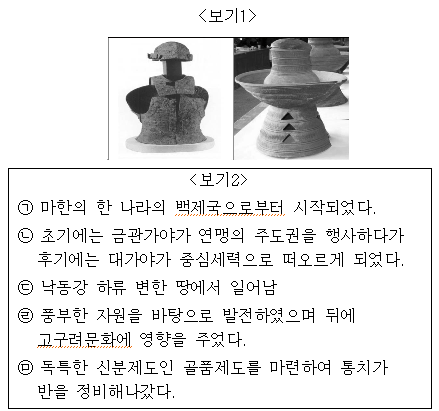 <보기1>
<보기2>
㉠ 마한의 한 나라의 백제국으로부터 시작되었다.
㉡ 초기에는 금관가야가 연맹의 주도권을 행사하다가
후기에는 대가야가 중심세력으로 떠오르게 되었다.
㉢ 낙동강 하류 변한 땅에서 일어남
㉣ 풍부한 자원을 바탕으로 발전하였으며 뒤에
고구려문화에 영향을 주었다.
㉤ 독특한 신분제도인 골품제도를 마련하여 통치기
반을 정비해나갔다.